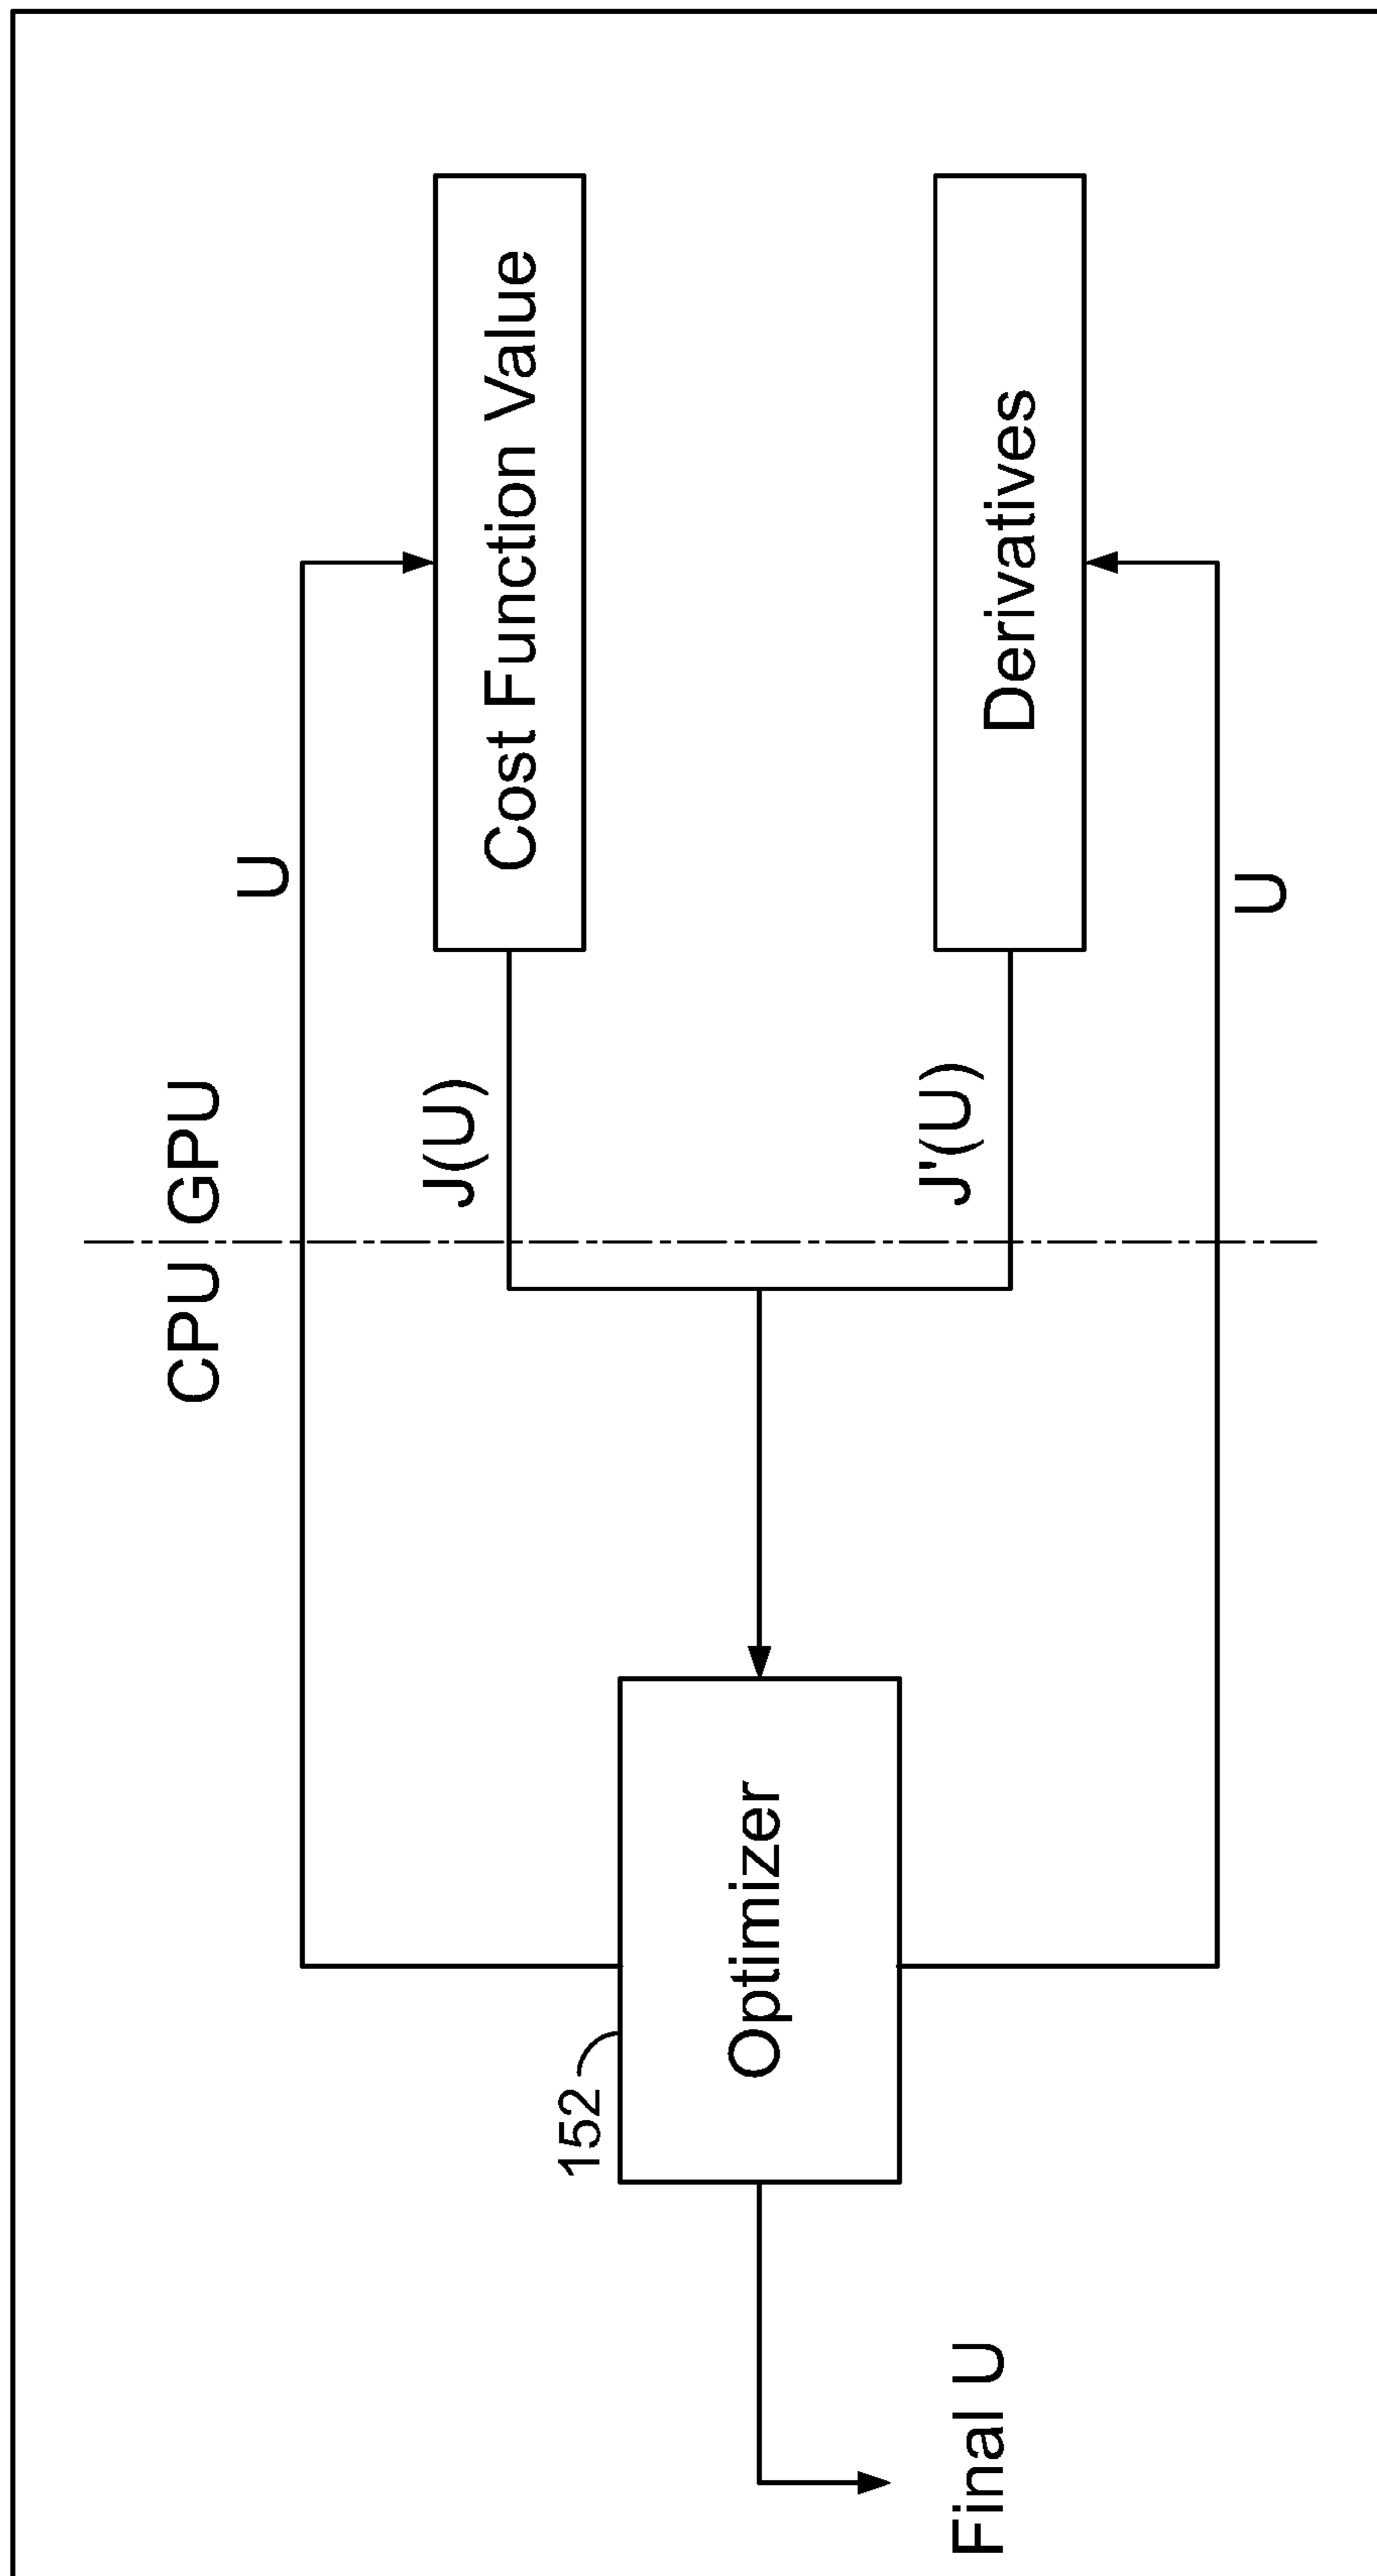 CPU GPU
U
J(U)
Cost Function Value
152
Optimizer
J'(U)
Derivatives
Final U
U